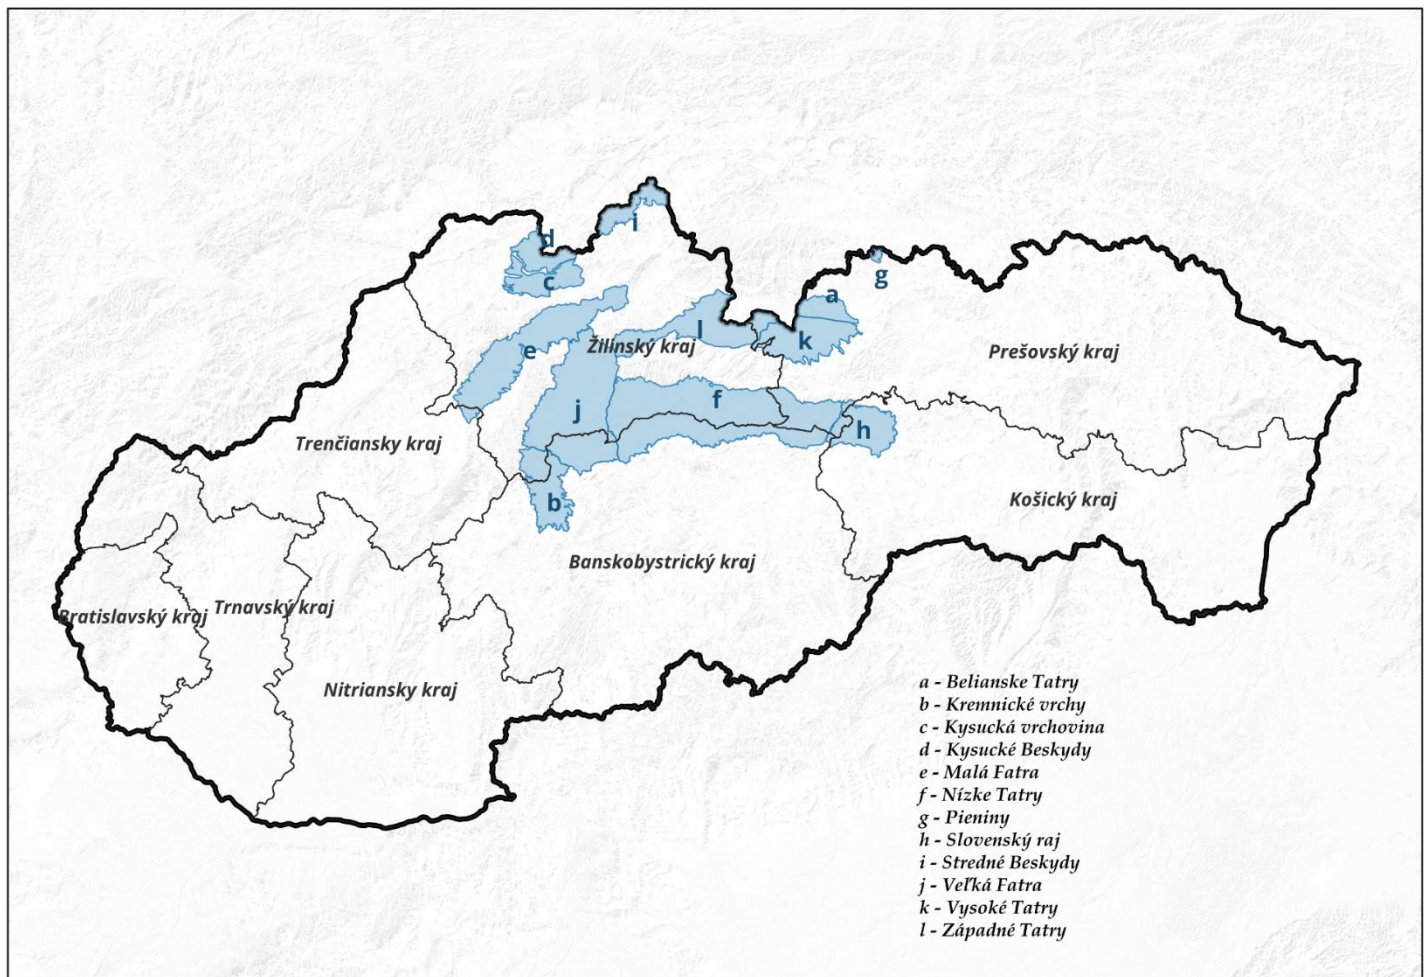 d
i
g
c
a
l
k
e
Žilinský kraj
Prešovský kraj
f
j
h
Trenčiansky kraj
b
Košický kraj
Banskobystrický kraj
Bratislavský kraj
Trnavský kraj
Nitriansky kraj
a - Belianske Tatry
b - Kremnické vrchy
c - Kysucká vrchovina
d - Kysucké Beskydy
e - Malá Fatra
f - Nízke Tatry
g - Pieniny
h - Slovenský raj
i - Stredné Beskydy
j - Veľká Fatra
k - Vysoké Tatry
l - Západné Tatry